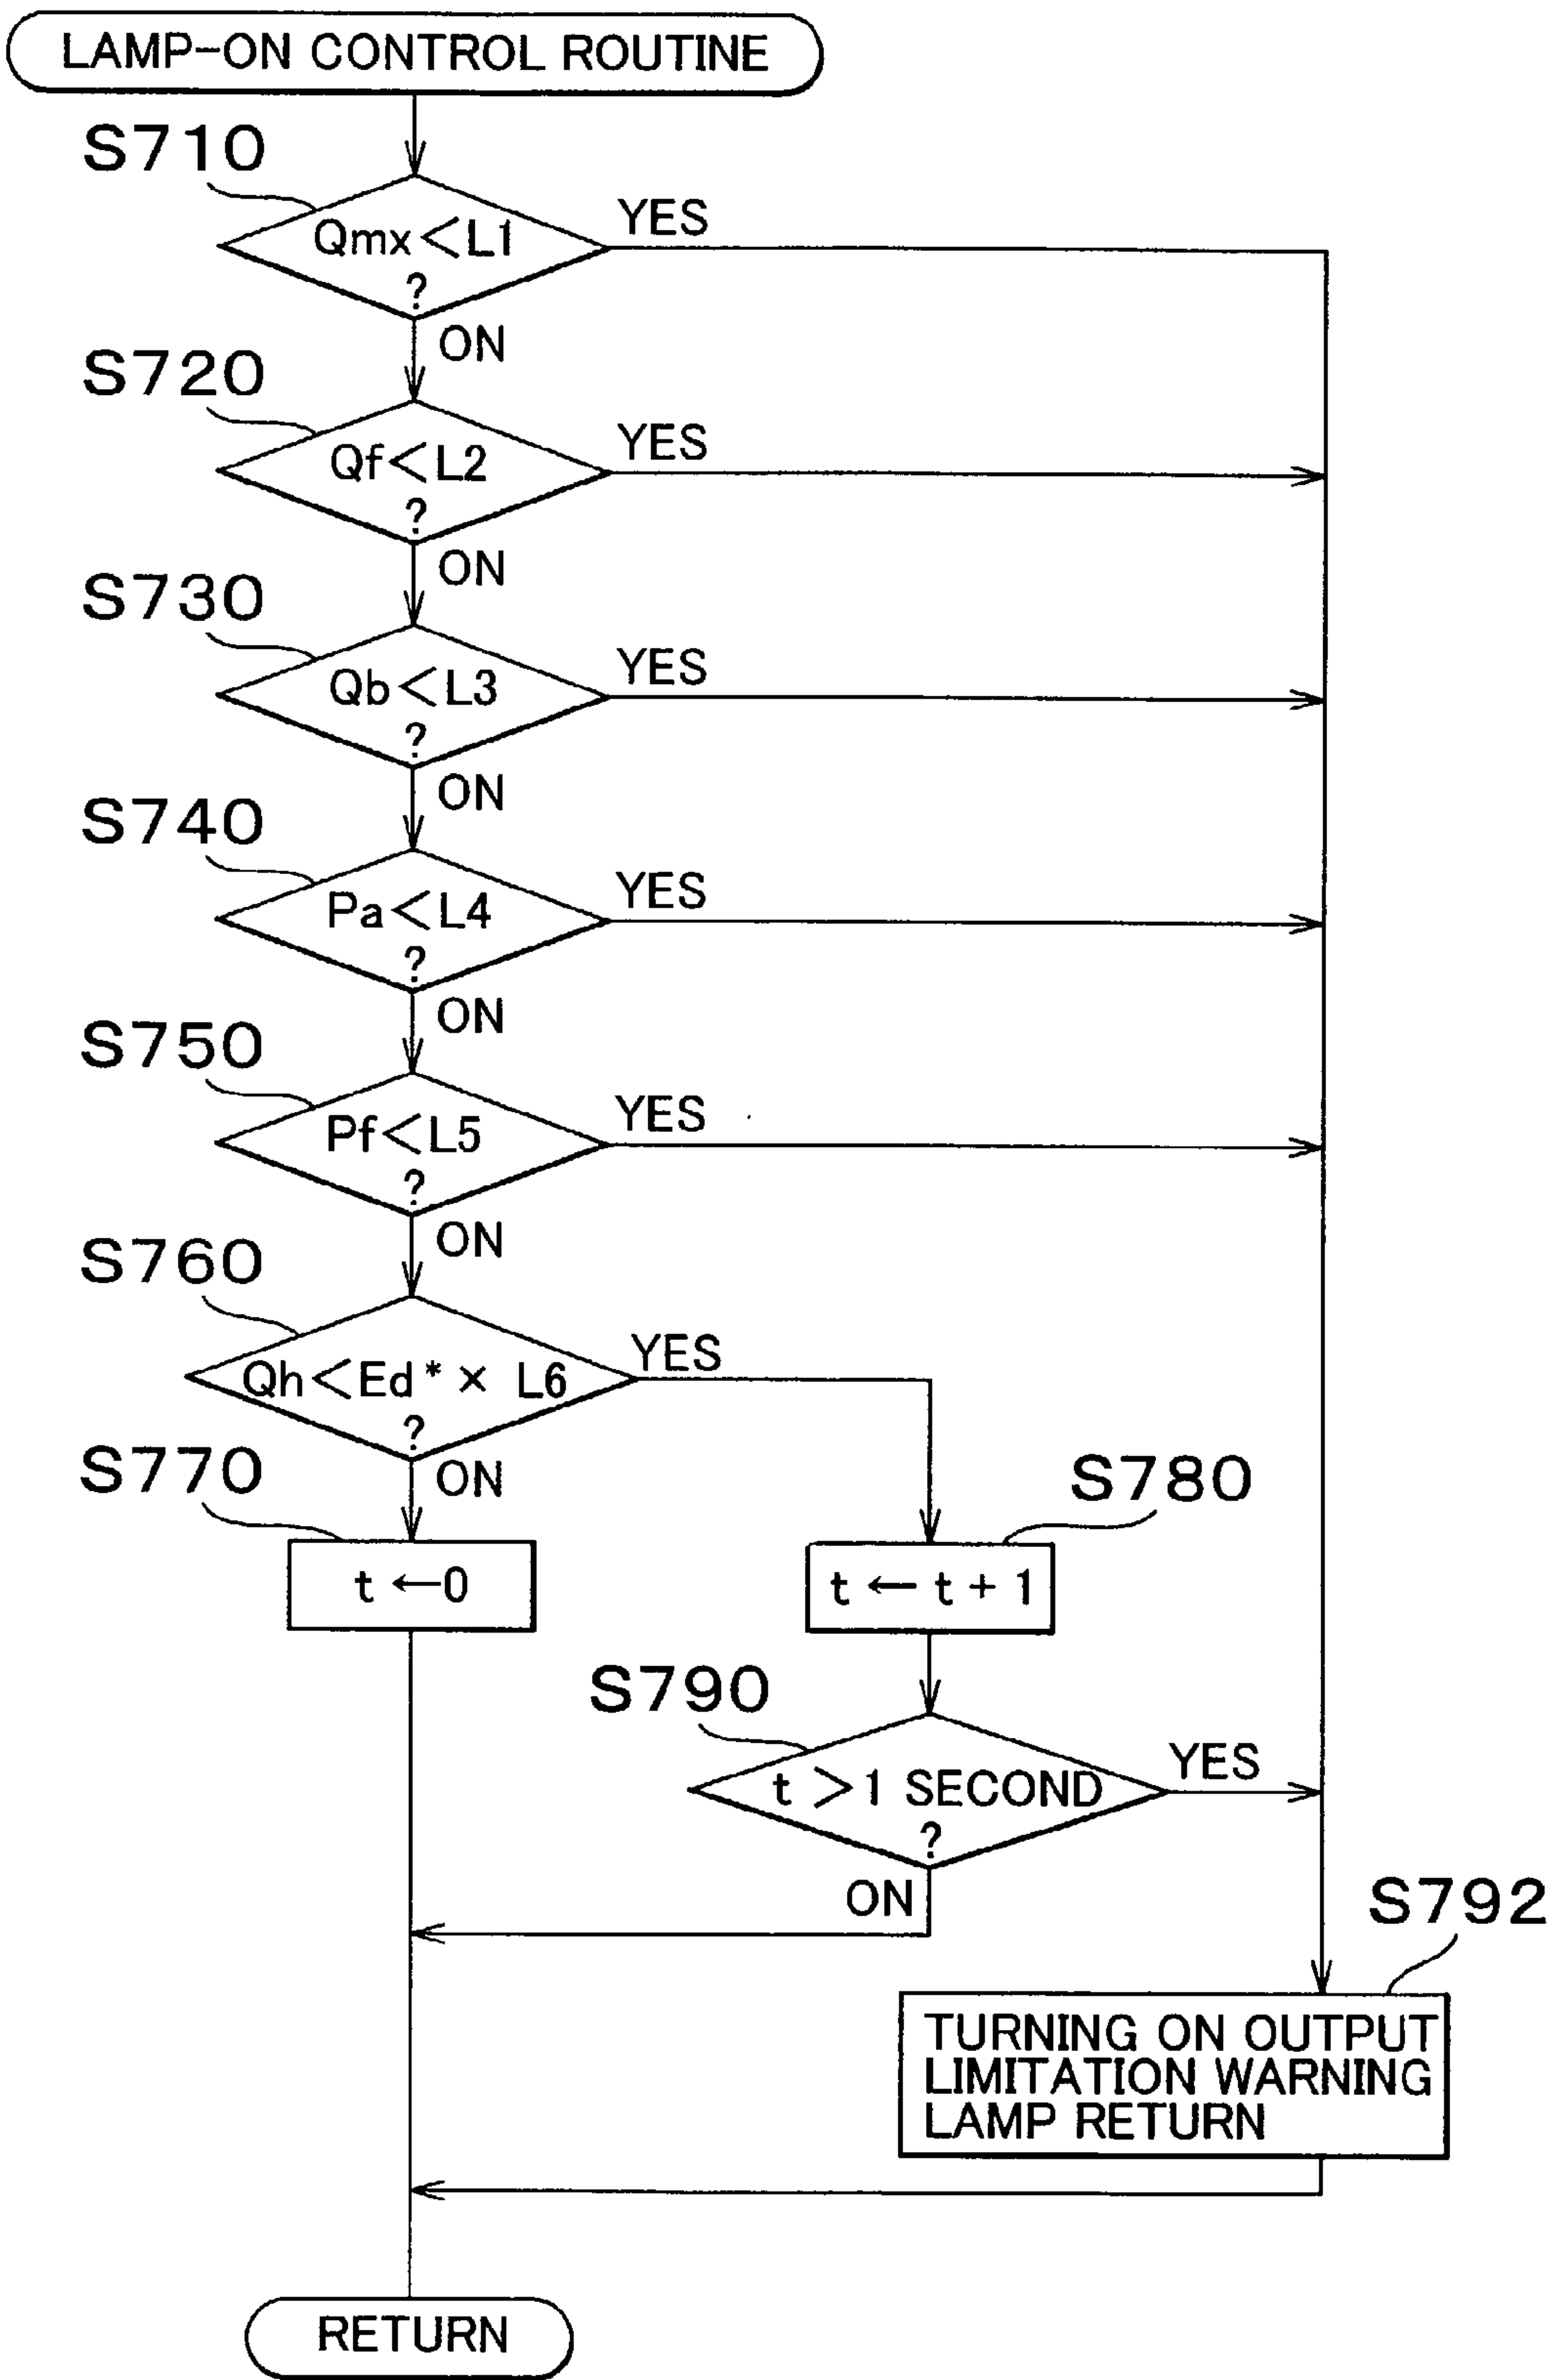 LAMP-ON CONTROL ROUTINE
S710
Qmx<L1
?
YES
ON
S720
Qf<L2
?
YES
ON
S730
Qb<L3
?
YES
ON
S740
Pa<L4
?
YES
ON
S750
Pf<L5
?
YES
ON
S760
Qh<Ed* × L6
?
YES
ON
S770
t ←0
S780
t ← t + 1
S790
t >1 SECOND
?
YES
ON
S792
TURNING ON OUTPUT
LIMITATION WARNING
LAMP RETURN
RETURN